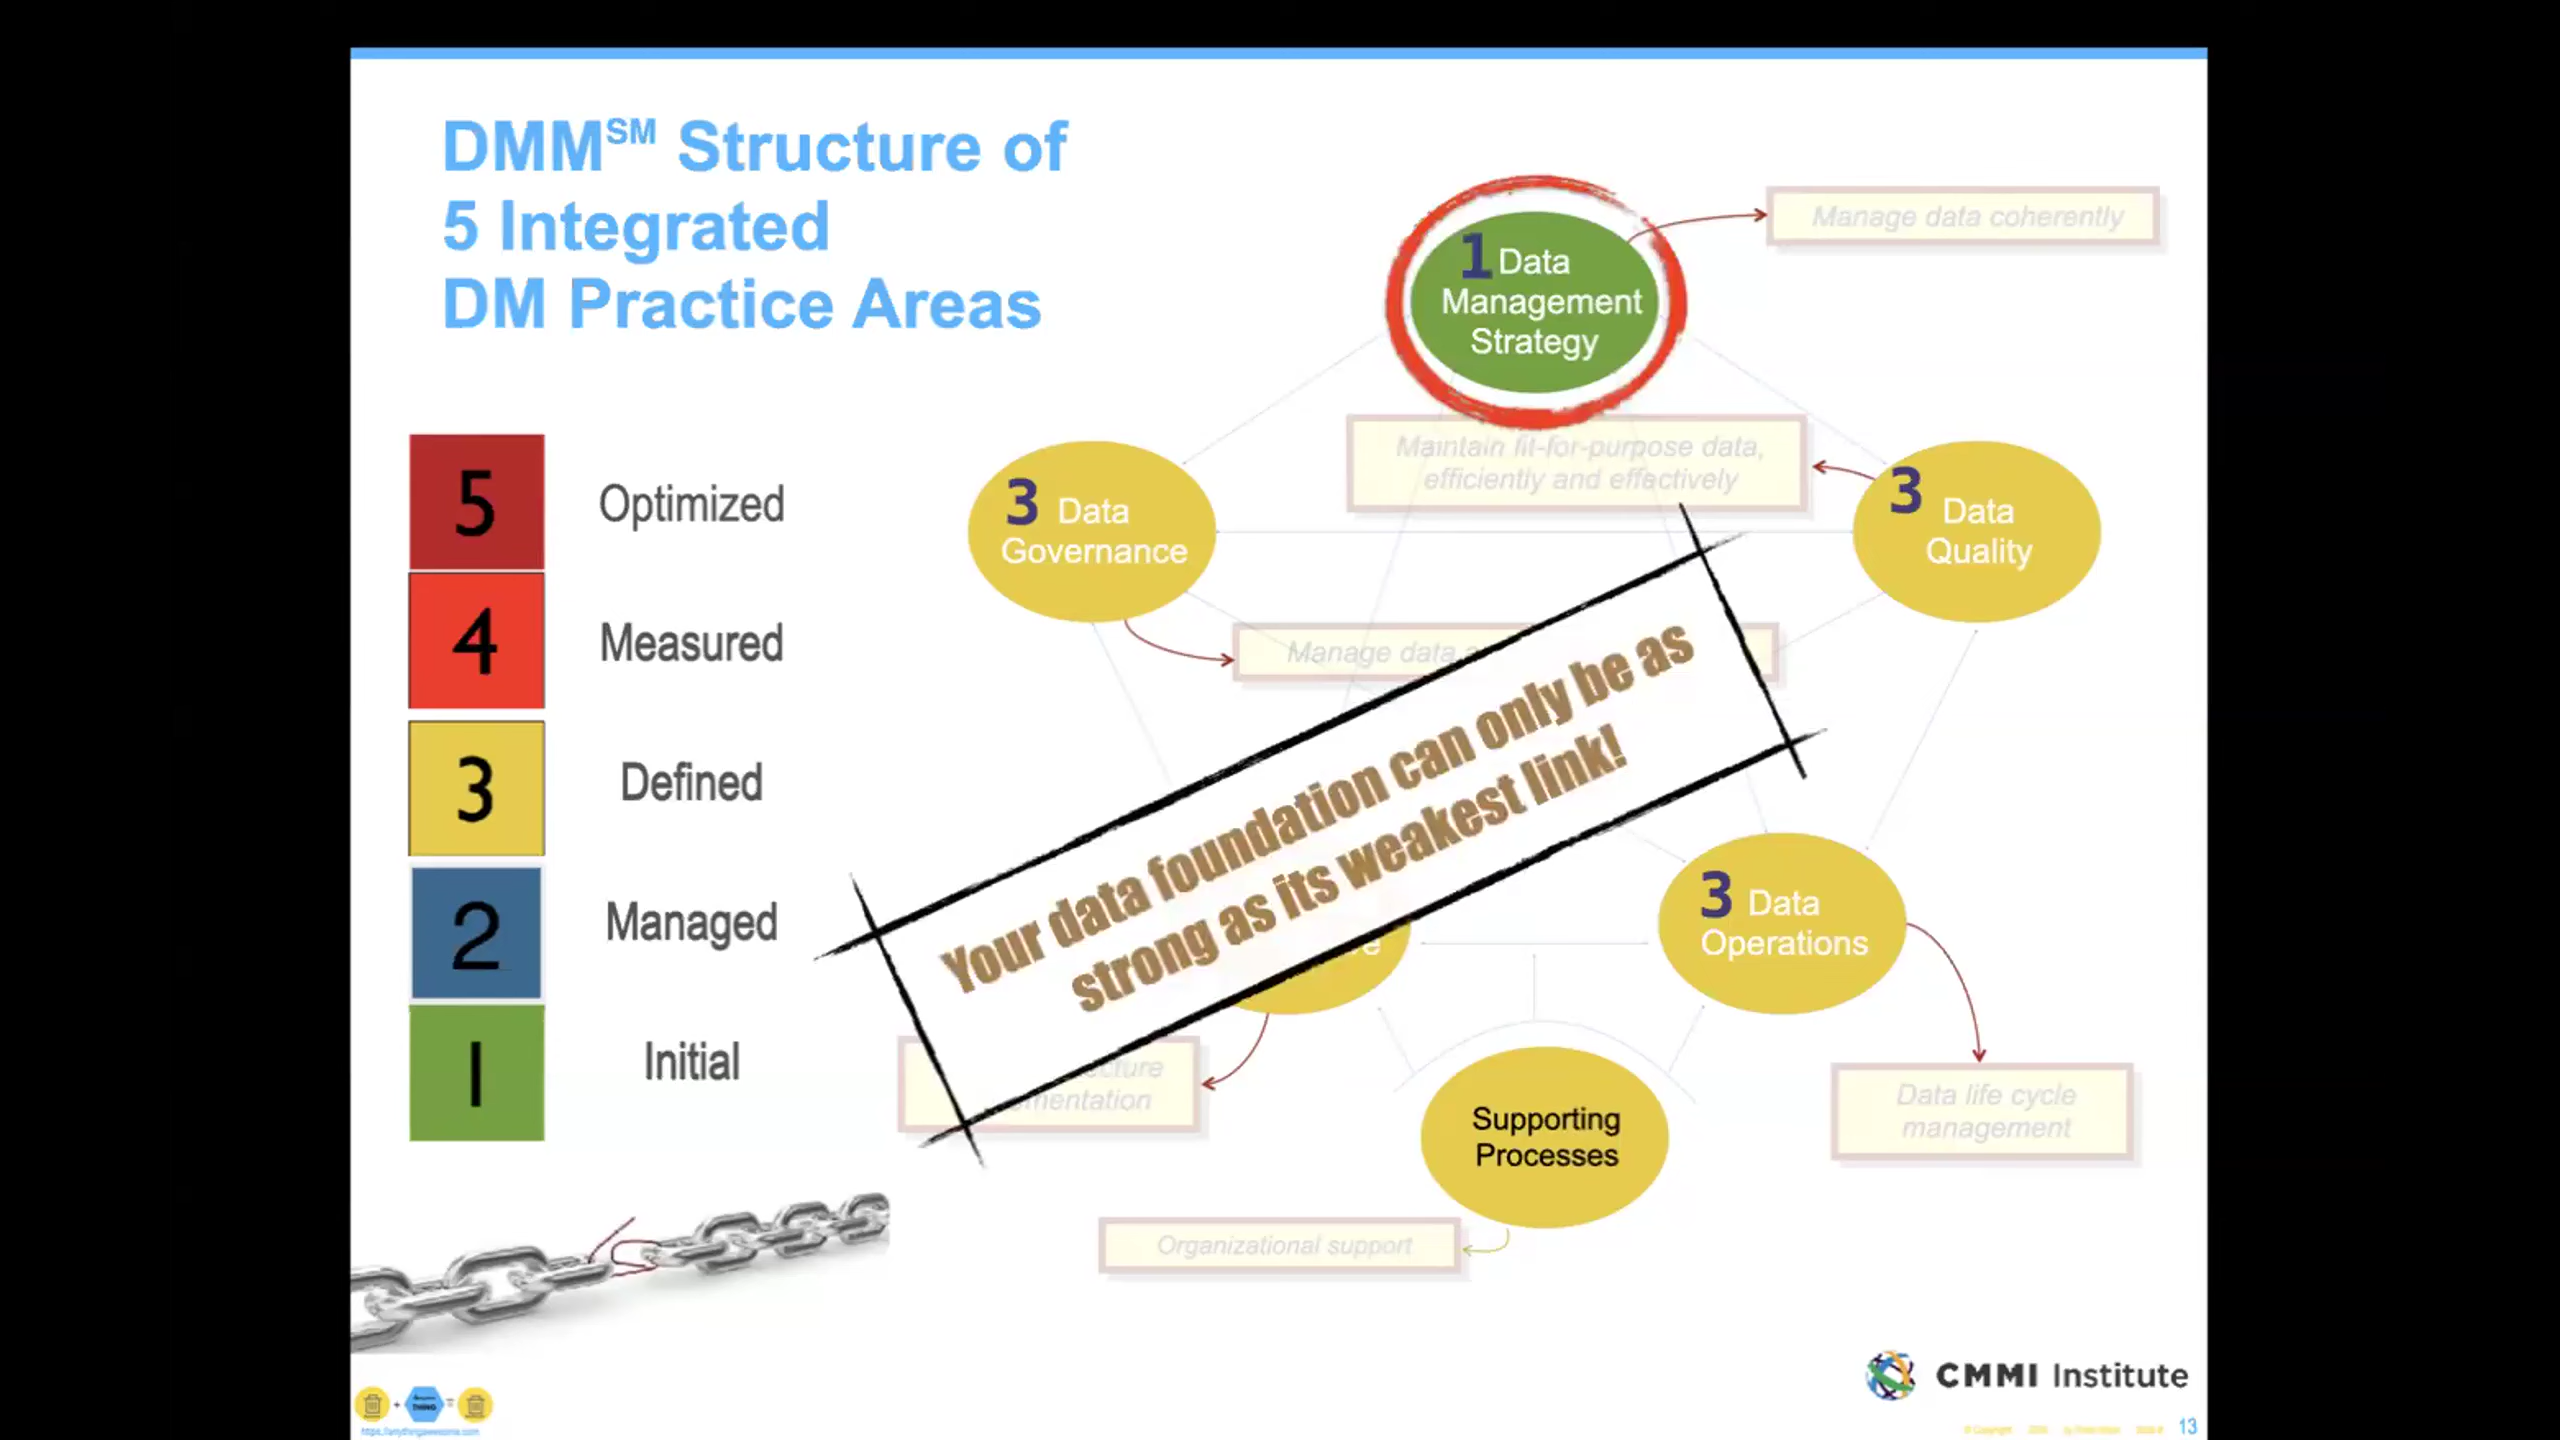 DMM℠ Structure of
5 Integrated
DM Practice Areas
5 Optimized
4 Measured
3 Defined
2 Managed
1 Initial
1 Data
Management
Strategy
Manage data coherently
Maintain fit-for-purpose data,
efficiently and effectively
3 Data
Governance
3 Data
Quality
Manage data
Your data foundation can only be as
strong as its weakest link!
3 Data
Operations
Supporting
Processes
Data life cycle
management
Organizational support
CMMI Institute
13